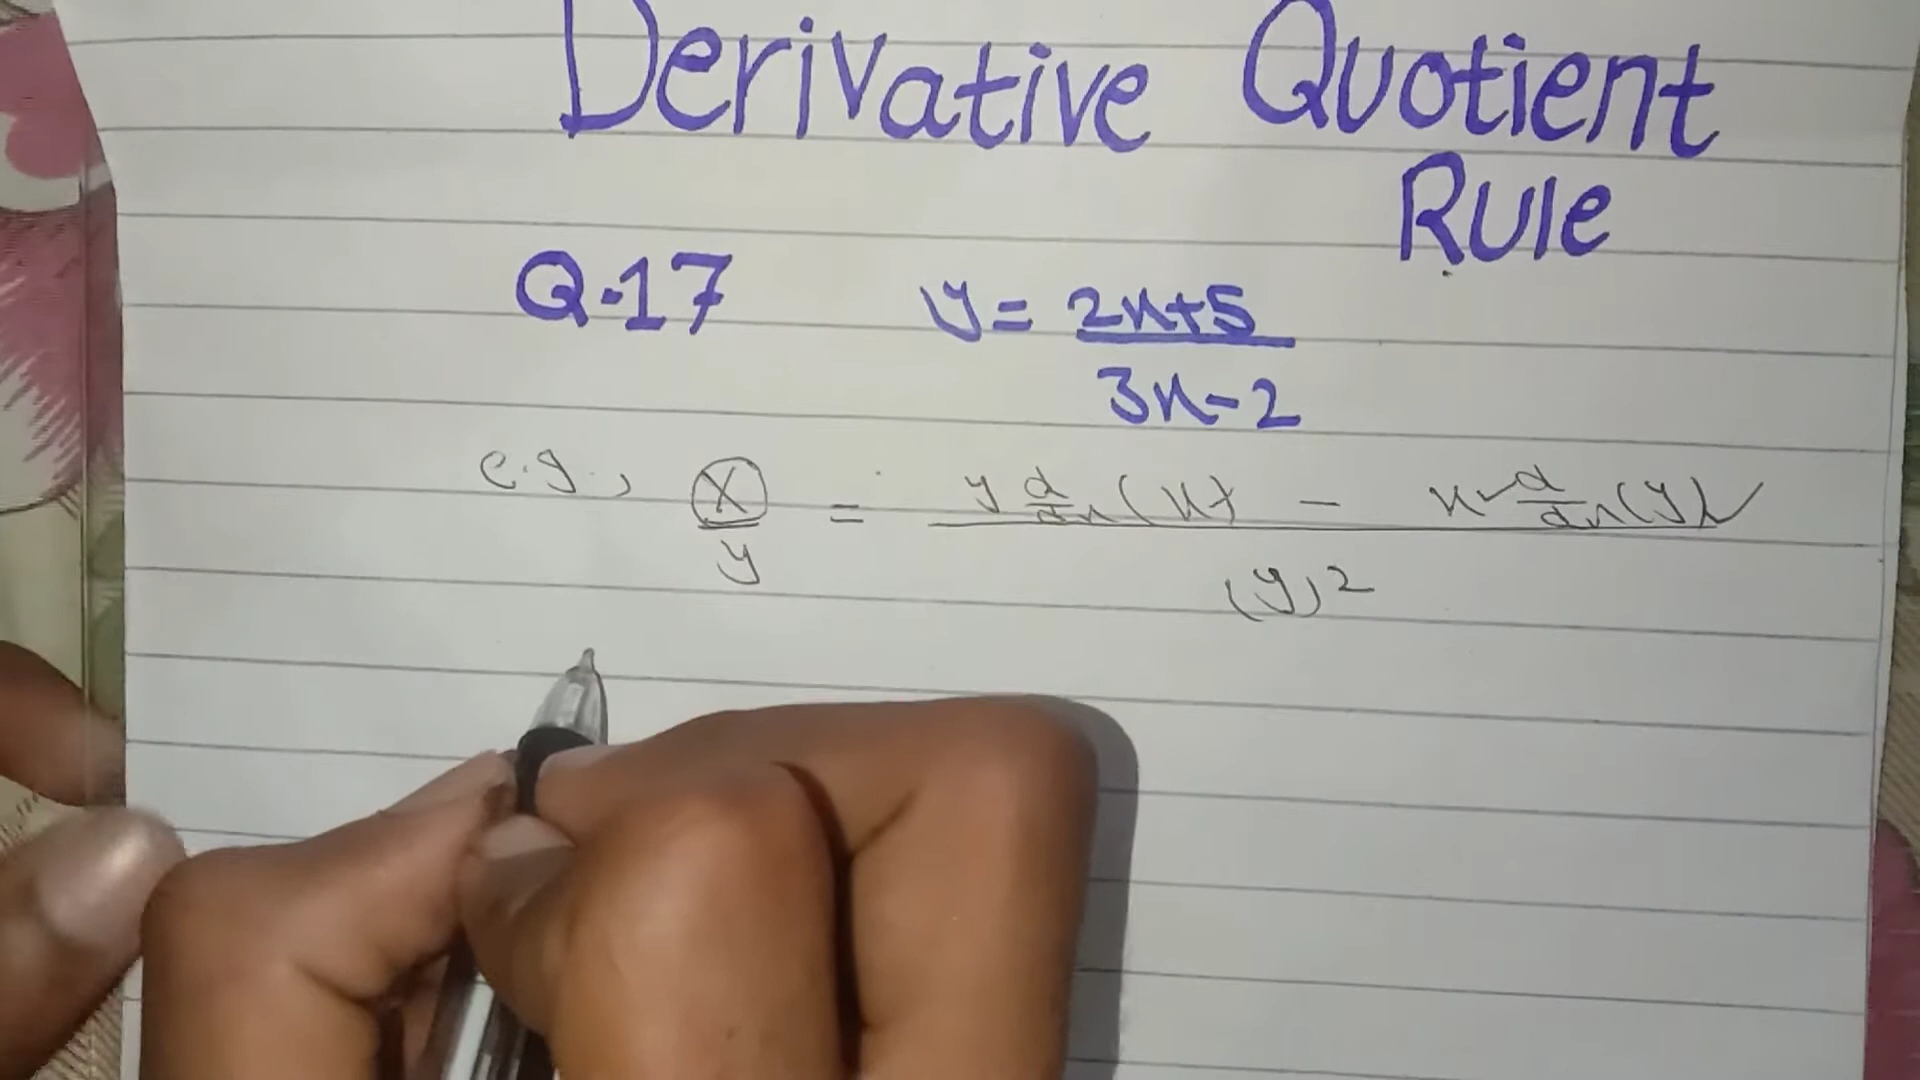 Derivative Quotient
Rule
Q.17 y = 2x+5
3x-2
e.g., x/y = y d/dx (x) - x d/dx (y)
(y)²